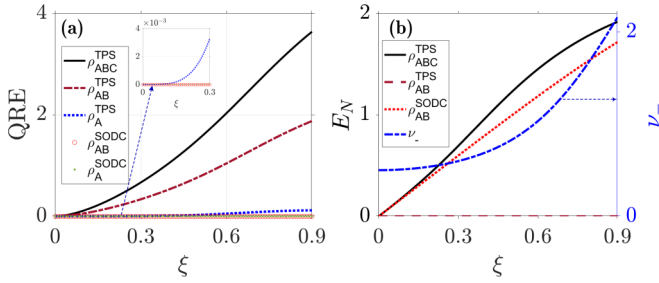 (a)
4
2
0
QRE
ρ_ABC^TPS
ρ_AB^TPS
ρ_A^TPS
ρ_AB^SODC
ρ_A^SODC
4 ×10⁻³
2
0
0 0.3
ξ
0 0.3 0.6 0.9
ξ
(b)
2
1
0
E_N
ρ_ABC^TPS
ρ_AB^TPS
ρ_AB^SODC
ν_-
2
0
ν_-
0 0.3 0.6 0.9
ξ